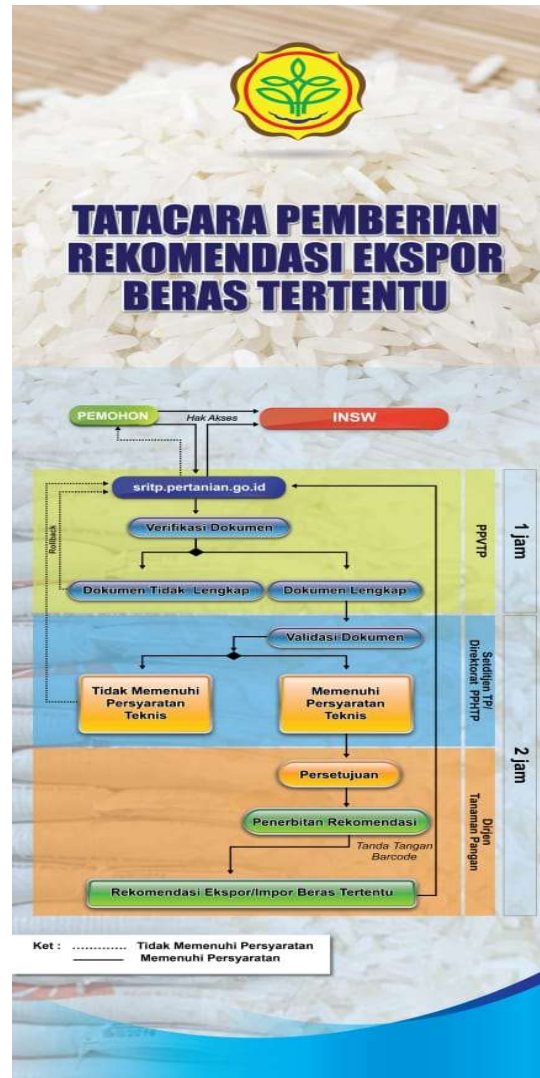 TATACARA PEMBERIAN
REKOMENDASI EKSPOR
BERAS TERTENTU
PEMOHON
Hak Akses
INSW
sritp.pertanian.go.id
Rollback
Verifikasi Dokumen
Dokumen Tidak Lengkap
Dokumen Lengkap
PPVTP
1 jam
Validasi Dokumen
Tidak Memenuhi
Persyaratan
Teknis
Memenuhi
Persyaratan
Teknis
Setditjen TP/
Direktorat PPHTP
2 jam
Persetujuan
Penerbitan Rekomendasi
Tanda Tangan
Barcode
Rekomendasi Ekspor/Impor Beras Tertentu
Dirjen
Tanaman Pangan
Ket : ............. Tidak Memenuhi Persyaratan
Memenuhi Persyaratan